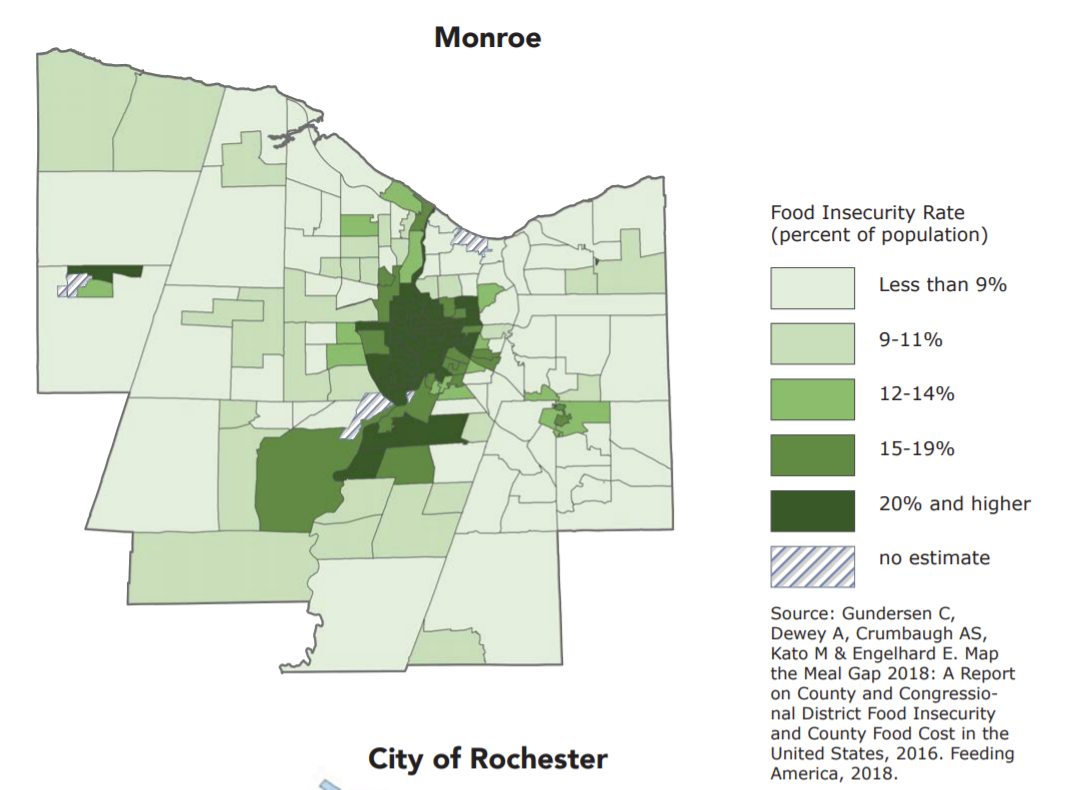 Monroe
Food Insecurity Rate
(percent of population)
Less than 9%
9-11%
12-14%
15-19%
20% and higher
no estimate
Source: Gundersen C,
Dewey A, Crumbaugh AS,
Kato M & Engelhard E. Map
the Meal Gap 2018: A Report
on County and Congressio-
nal District Food Insecurity
and County Food Cost in the
United States, 2016. Feeding
America, 2018.
City of Rochester